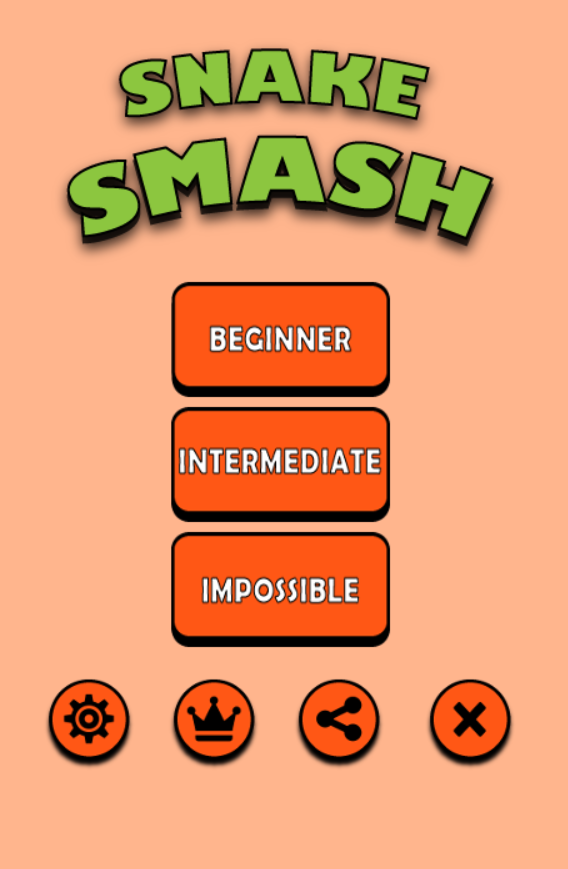 SNAKE
SMASH
BEGINNER
INTERMEDIATE
IMPOSSIBLE